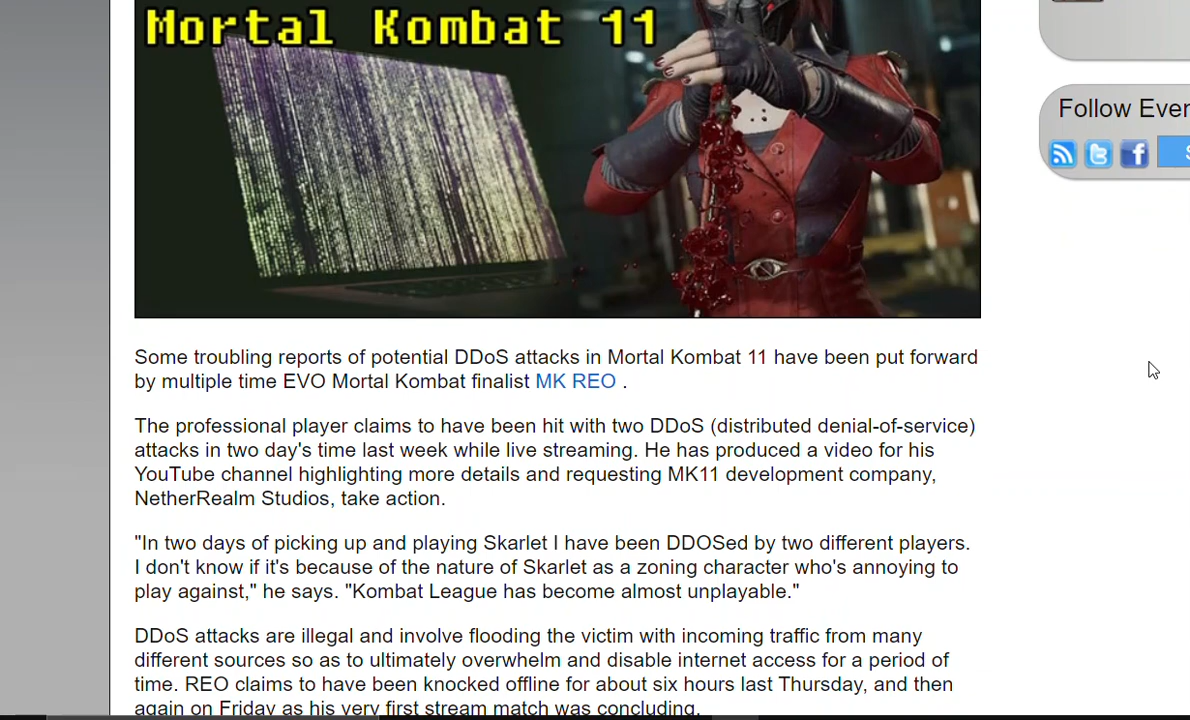 Mortal Kombat 11
Follow Ever
Some troubling reports of potential DDoS attacks in Mortal Kombat 11 have been put forward
by multiple time EVO Mortal Kombat finalist MK REO .
The professional player claims to have been hit with two DDoS (distributed denial-of-service)
attacks in two day's time last week while live streaming. He has produced a video for his
YouTube channel highlighting more details and requesting MK11 development company,
NetherRealm Studios, take action.
"In two days of picking up and playing Skarlet I have been DDOSed by two different players.
I don't know if it's because of the nature of Skarlet as a zoning character who's annoying to
play against," he says. "Kombat League has become almost unplayable."
DDoS attacks are illegal and involve flooding the victim with incoming traffic from many
different sources so as to ultimately overwhelm and disable internet access for a period of
time. REO claims to have been knocked offline for about six hours last Thursday, and then
again on Friday as his very first stream match was concluding.